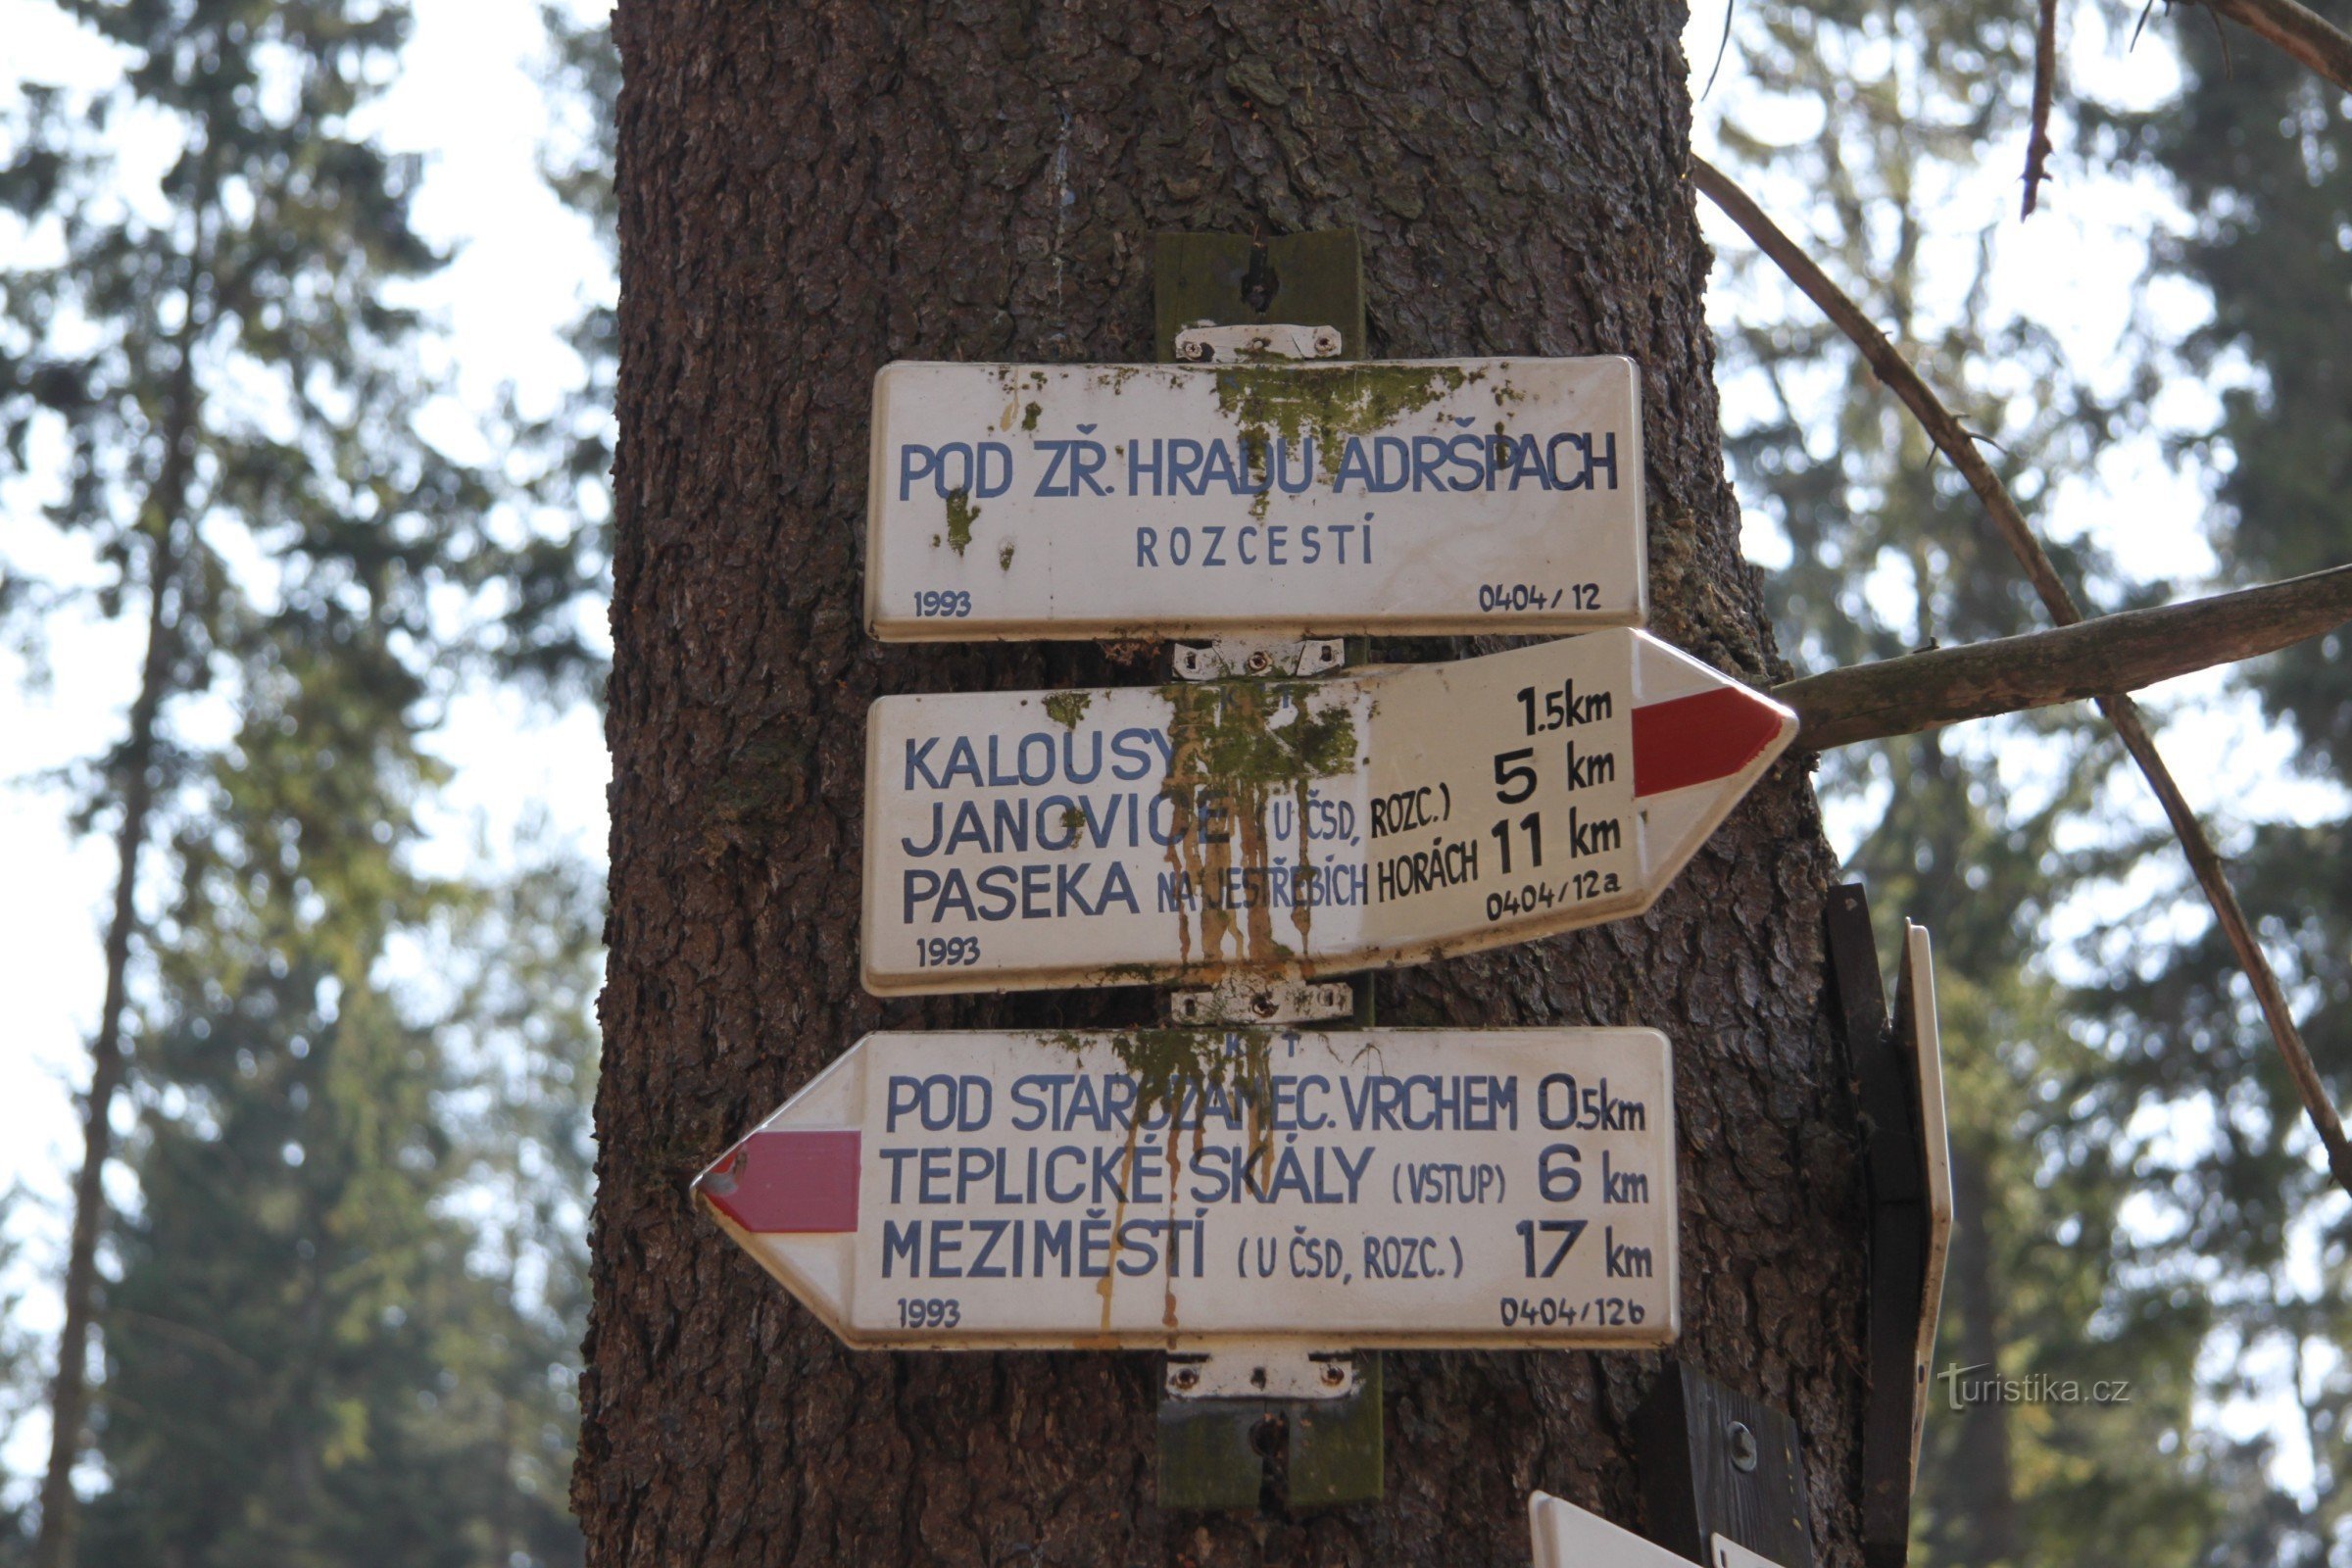 POD ZŘ. HRADU ADRŠPACH
ROZCESTÍ
1993 0404/12
K Č T
KALOUSY 1.5km
JANOVICE (U ČSD, ROZC.) 5 km
PASEKA NA JESTŘEBÍCH HORÁCH 11 km
1993 0404/12a
K Č T
POD STAROZÁMEC. VRCHEM 0.5km
TEPLICKÉ SKÁLY (VSTUP) 6 km
MEZIMĚSTÍ (U ČSD, ROZC.) 17 km
1993 0404/12b
Turistika.cz